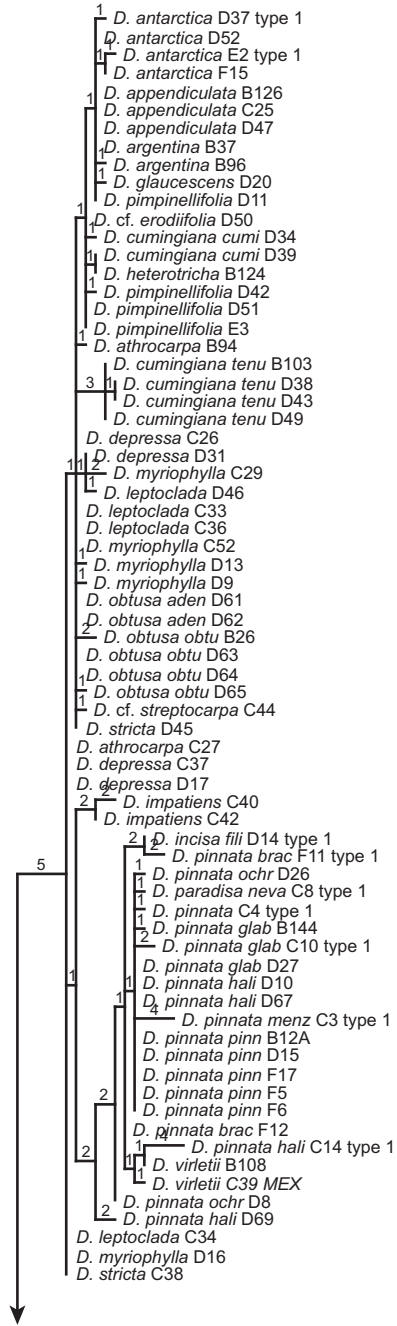 1
D. antarctica D37 type 1
D. antarctica D52
1
D. antarctica E2 type 1
1
D. antarctica F15
D. appendiculata B126
1
D. appendiculata C25
D. appendiculata D47
D. argentina B37
1
D. argentina B96
1
D. glaucescens D20
D. pimpinellifolia D11
1
D. cf. erodiifolia D50
1
D. cumingiana cumi D34
1
D. cumingiana cumi D39
D. heterotricha B124
1
D. pimpinellifolia D42
D. pimpinellifolia D51
D. pimpinellifolia E3
1
D. athrocarpa B94
D. cumingiana tenu B103
3
1
D. cumingiana tenu D38
D. cumingiana tenu D43
D. cumingiana tenu D49
D. depressa C26
D. depressa D31
1 1 2
D. myriophylla C29
1
D. leptoclada D46
D. leptoclada C33
D. leptoclada C36
D. myriophylla C52
1
D. myriophylla D13
1
D. myriophylla D9
D. obtusa aden D61
D. obtusa aden D62
2
D. obtusa obtu B26
D. obtusa obtu D63
D. obtusa obtu D64
1
D. obtusa obtu D65
1
D. cf. streptocarpa C44
D. stricta D45
D. athrocarpa C27
D. depressa C37
D. depressa D17
2 2
D. impatiens C40
D. impatiens C42
2
D. incisa fili D14 type 1
2
D. pinnata brac F11 type 1
5
D. pinnata ochr D26
1
D. paradisa neva C8 type 1
1
D. pinnata C4 type 1
1
D. pinnata glab B144
2
D. pinnata glab C10 type 1
D. pinnata glab D27
1 1
D. pinnata hali D10
1
D. pinnata hali D67
4
D. pinnata menz C3 type 1
D. pinnata pinn B12A
D. pinnata pinn D15
D. pinnata pinn F17
2
D. pinnata pinn F5
D. pinnata pinn F6
D. pinnata brac F12
1 4
D. pinnata hali C14 type 1
2
1
D. virletii B108
1
D. virletii C39 MEX
D. pinnata ochr D8
2
D. pinnata hali D69
D. leptoclada C34
D. myriophylla D16
D. stricta C38